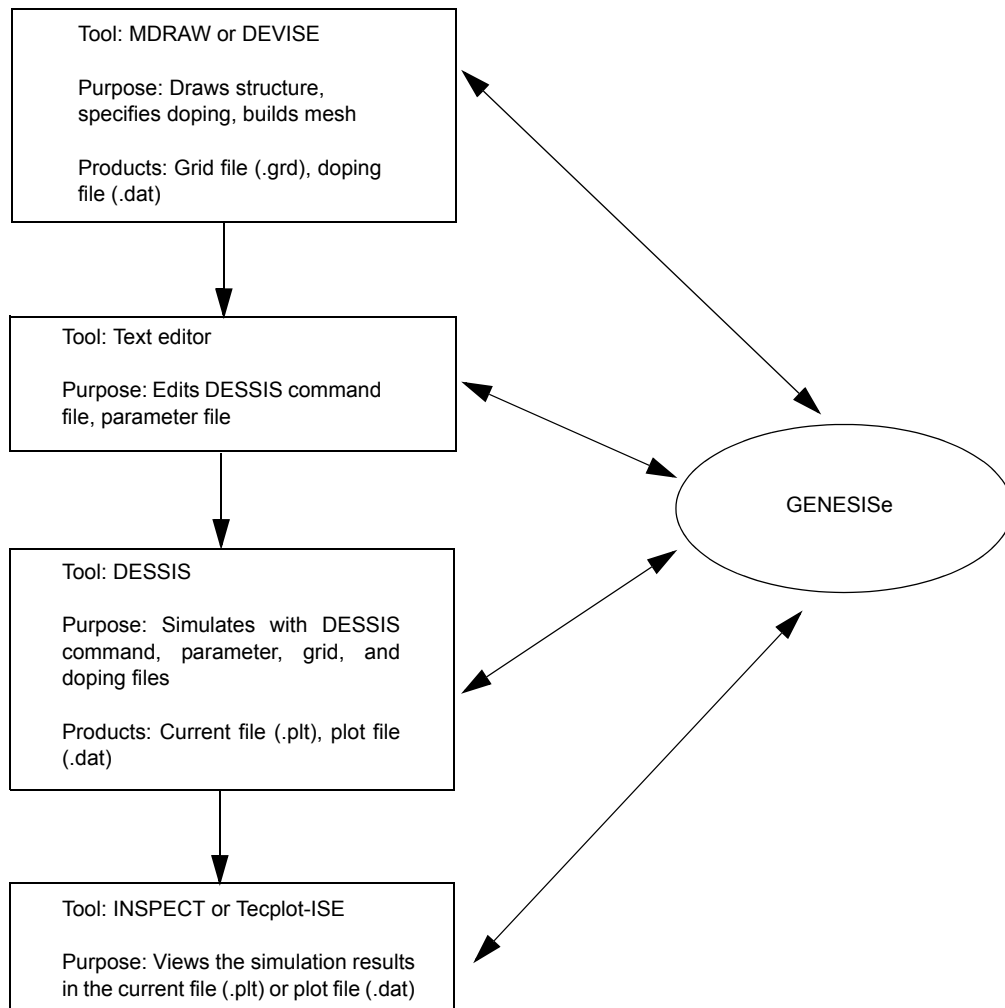 Tool: MDRAW or DEVISE
Purpose: Draws structure,
specifies doping, builds mesh
Products: Grid file (.grd), doping
file (.dat)
Tool: Text editor
Purpose: Edits DESSIS command
file, parameter file
GENESISe
Tool: DESSIS
Purpose: Simulates with DESSIS
command, parameter, grid, and
doping files
Products: Current file (.plt), plot file
(.dat)
Tool: INSPECT or Tecplot-ISE
Purpose: Views the simulation results
in the current file (.plt) or plot file (.dat)